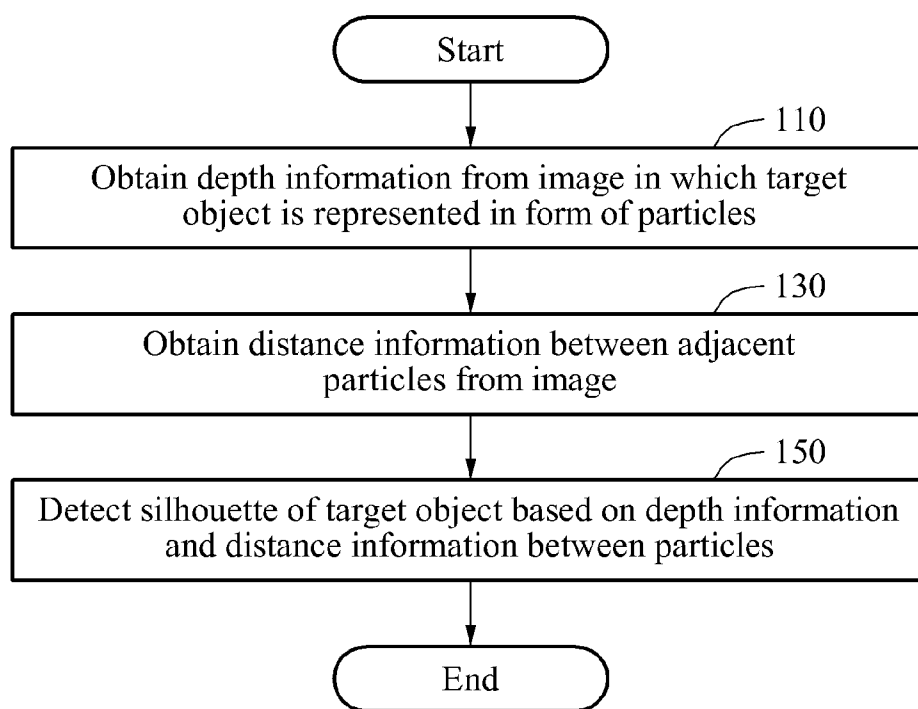 Start
110
Obtain depth information from image in which target
object is represented in form of particles
130
Obtain distance information between adjacent
particles from image
150
Detect silhouette of target object based on depth information
and distance information between particles
End